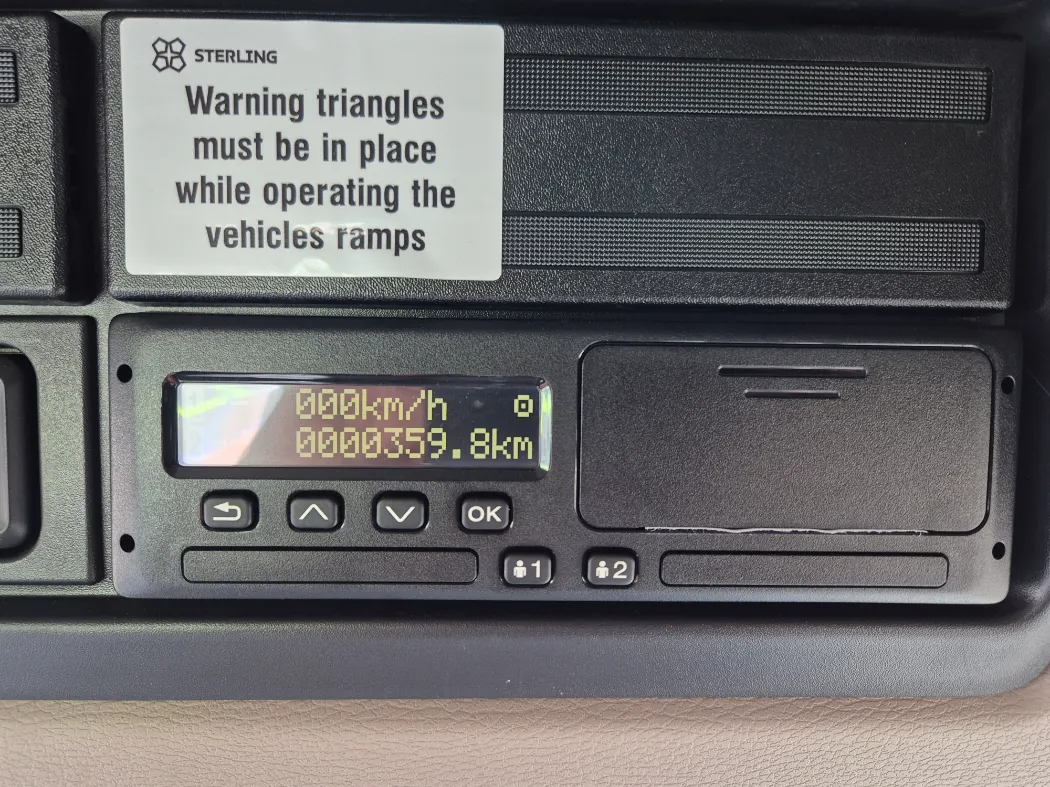 STERLING
Warning triangles
must be in place
while operating the
vehicles ramps
000km/h
0000359.8km
OK
1
2